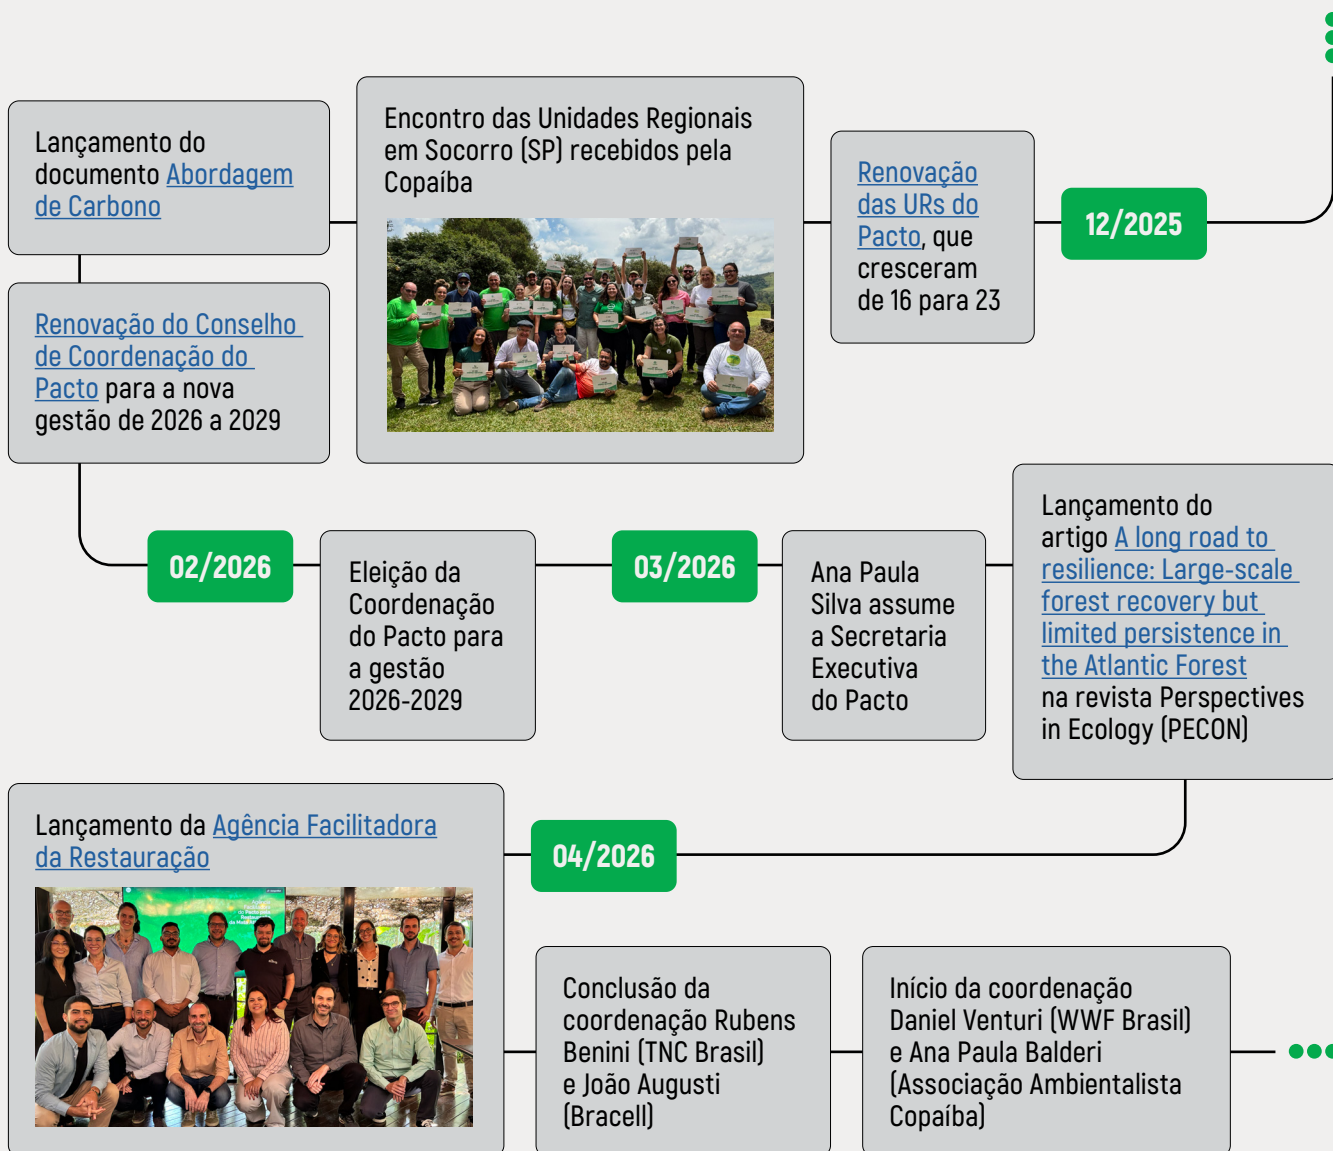 12/2025
Renovação
das URs do
Pacto, que
cresceram
de 16 para 23
Encontro das Unidades Regionais
em Socorro (SP) recebidos pela
Copaíba
Lançamento do
documento Abordagem
de Carbono
Renovação do Conselho
de Coordenação do
Pacto para a nova
gestão de 2026 a 2029
02/2026
Eleição da
Coordenação
do Pacto para
a gestão
2026-2029
03/2026
Ana Paula
Silva assume
a Secretaria
Executiva
do Pacto
Lançamento do
artigo A long road to
resilience: Large-scale
forest recovery but
limited persistence in
the Atlantic Forest
na revista Perspectives
in Ecology (PECON)
04/2026
Lançamento da Agência Facilitadora
da Restauração
Conclusão da
coordenação Rubens
Benini (TNC Brasil)
e João Augusti
(Bracell)
Início da coordenação
Daniel Venturi (WWF Brasil)
e Ana Paula Balderi
(Associação Ambientalista
Copaíba)